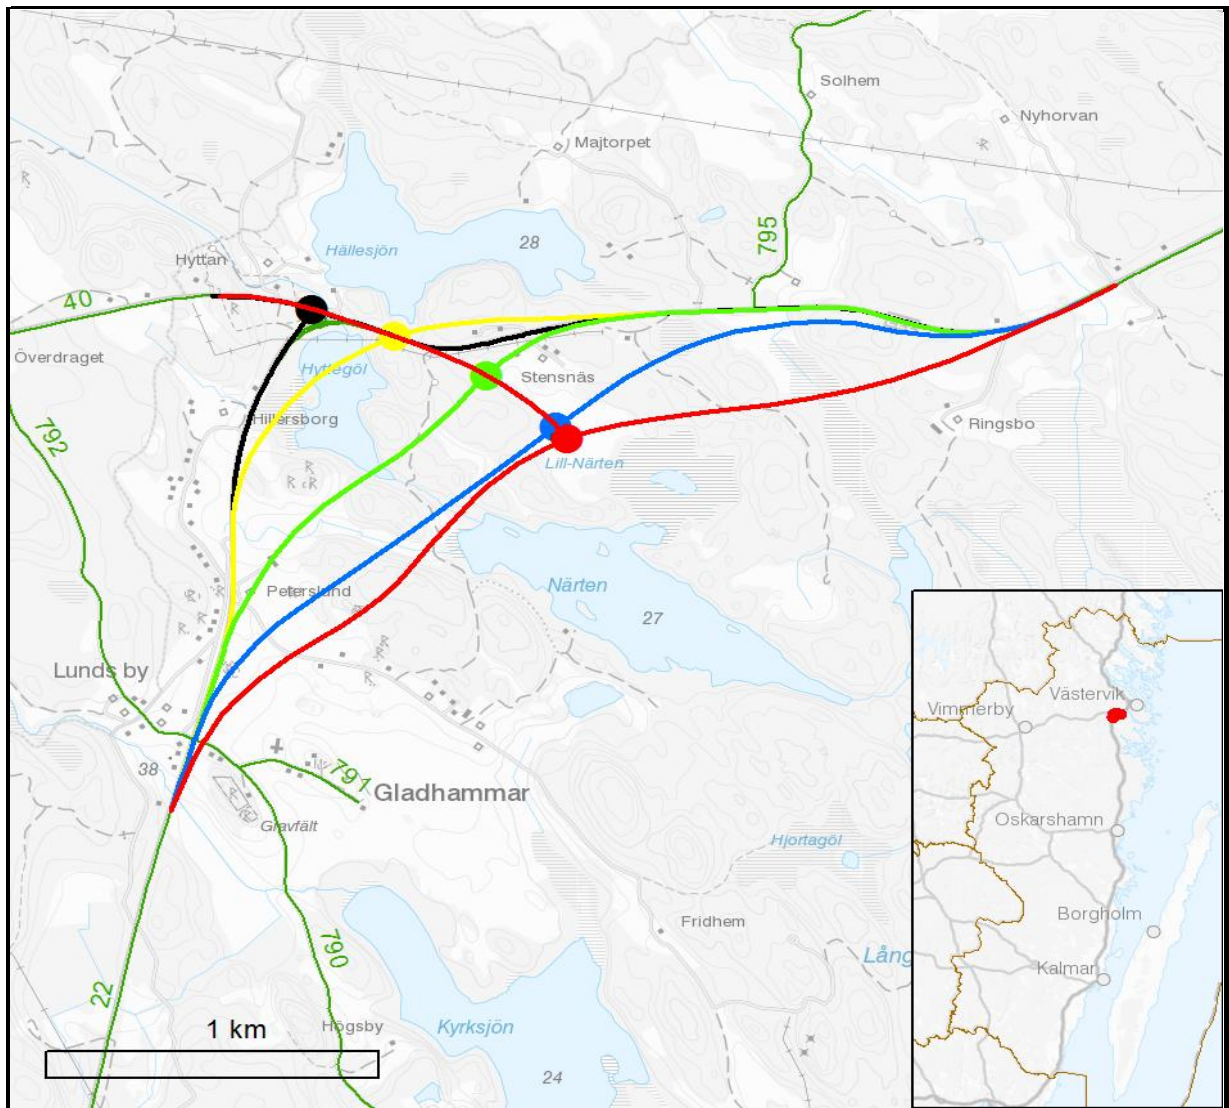 Solhem
Nyhorvan
Majtorpet
795
28
Hällesjön
Hyttan
40
Överdraget
Hyttegöl
Stensnäs
Hillersborg
Ringsbo
792
Lill-Närten
Närten
Peterslund
27
Lunds by
38
791
Gladhammar
Gravfält
Hjortagöl
790
Fridhem
Lång
22
1 km
Högsby
Kyrksjön
24
Västervik
Vimmerby
Oskarshamn
Borgholm
Kalmar